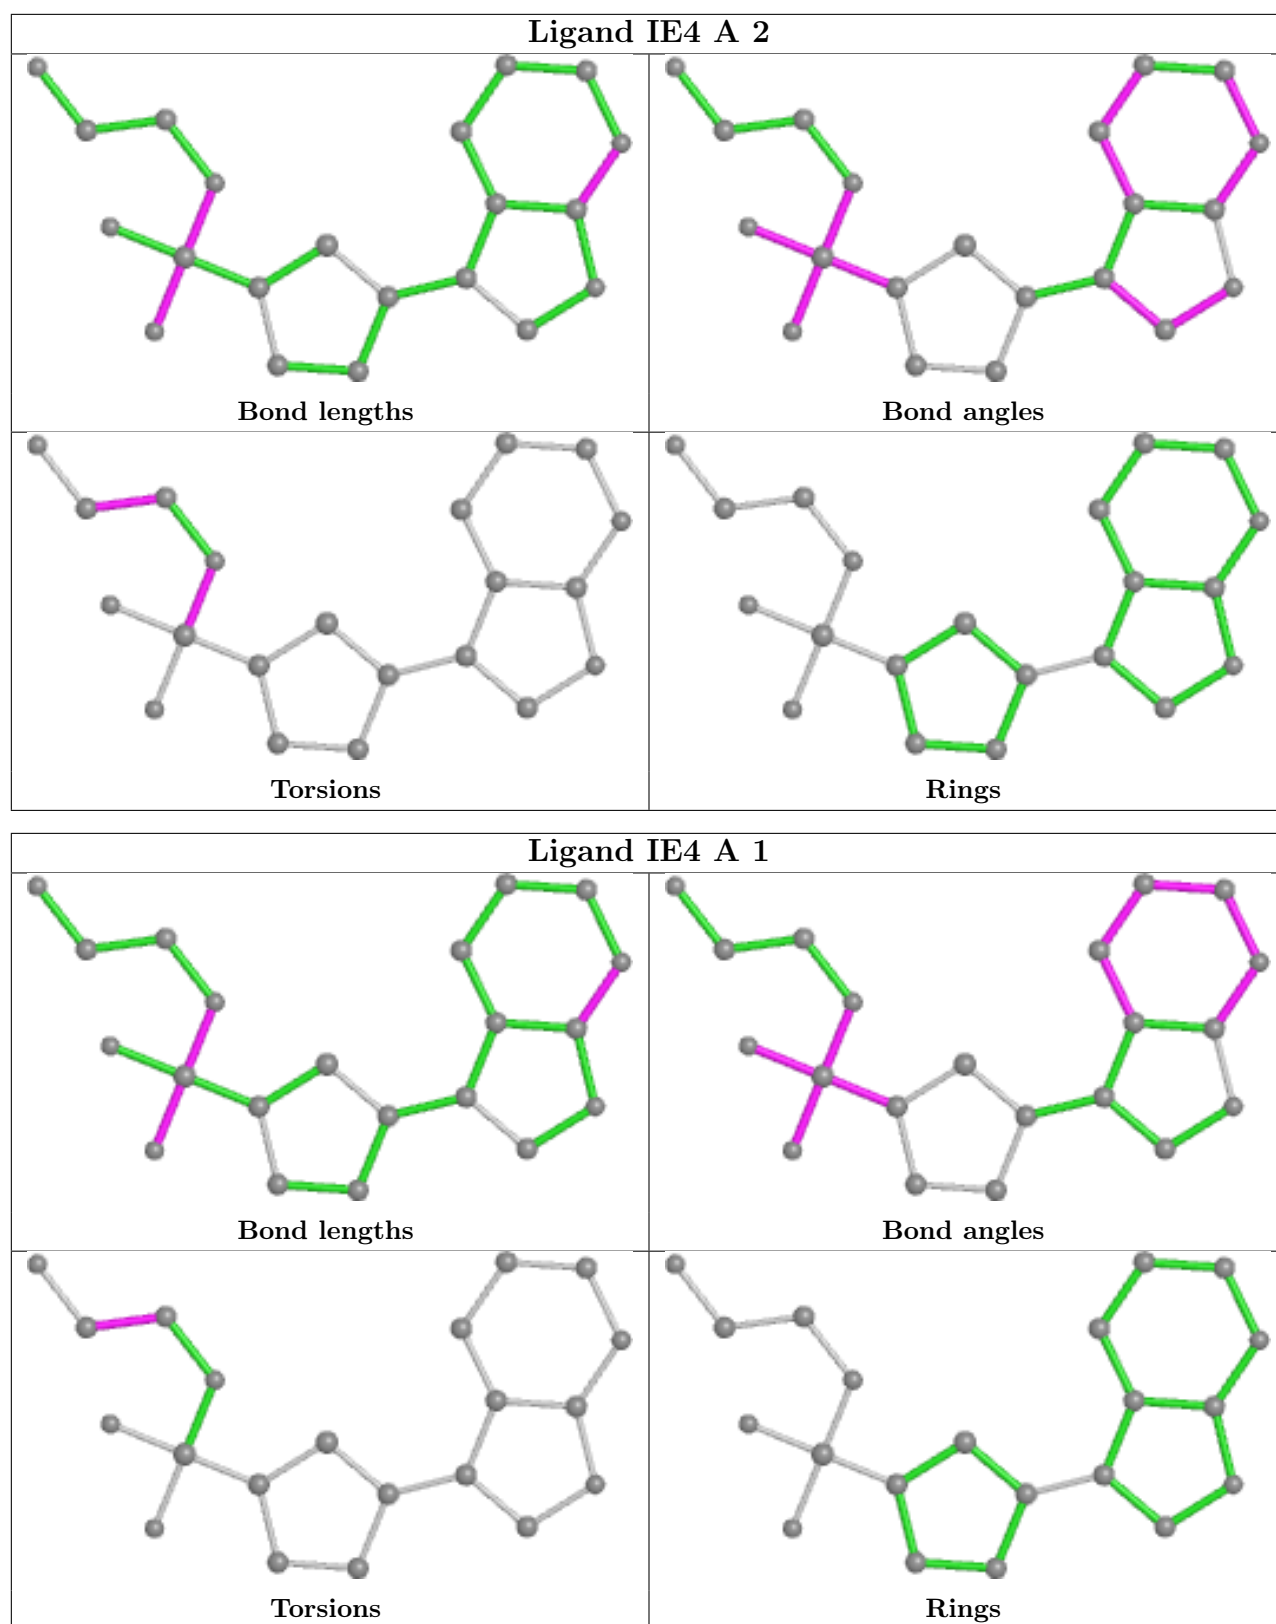 Ligand IE4 A 2
Bond lengths
Bond angles
Torsions
Rings
Ligand IE4 A 1
Bond lengths
Bond angles
Torsions
Rings